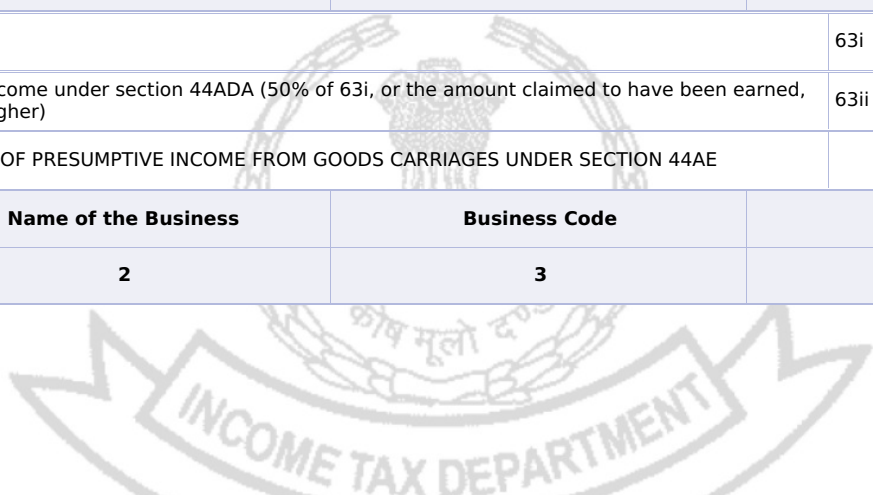 63i
come under section 44ADA (50% of 63i, or the amount claimed to have been earned,
gher)
63ii
OF PRESUMPTIVE INCOME FROM GOODS CARRIAGES UNDER SECTION 44AE
Name of the Business Business Code
2 3
कोष मूलो दण्ड
INCOME TAX DEPARTMENT